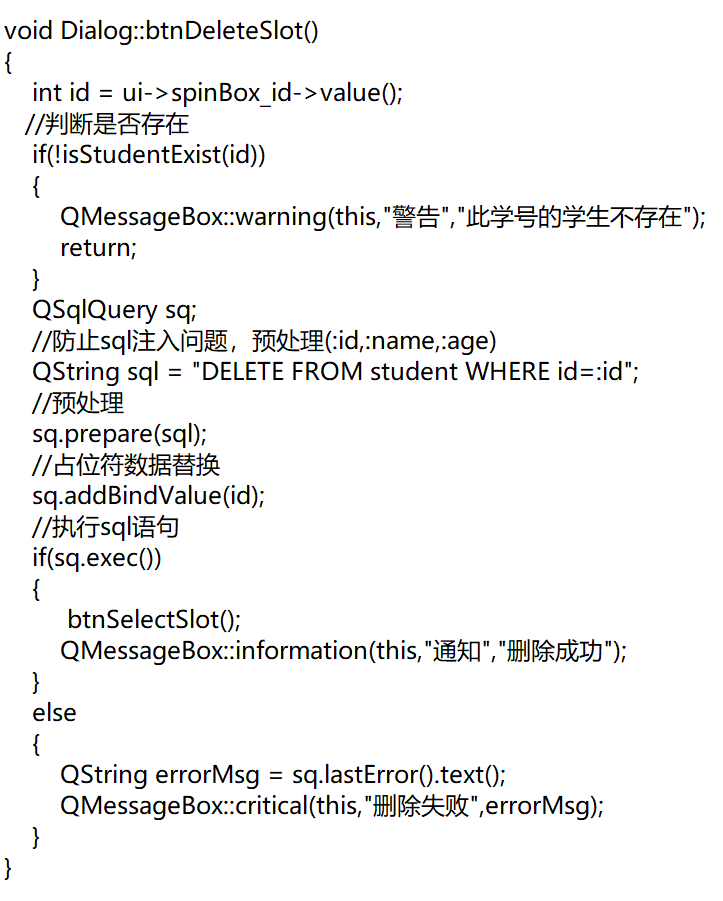 void Dialog::btnDeleteSlot()
{
    int id = ui->spinBox_id->value();
   //判断是否存在
    if(!isStudentExist(id))
    {
        QMessageBox::warning(this,"警告","此学号的学生不存在");
        return;
    }
    QSqlQuery sq;
    //防止sql注入问题，预处理(:id,:name,:age)
    QString sql = "DELETE FROM student WHERE id=:id";
    //预处理
    sq.prepare(sql);
    //占位符数据替换
    sq.addBindValue(id);
    //执行sql语句
    if(sq.exec())
    {
         btnSelectSlot();
        QMessageBox::information(this,"通知","删除成功");
    }
    else
    {
        QString errorMsg = sq.lastError().text();
        QMessageBox::critical(this,"删除失败",errorMsg);
    }
}